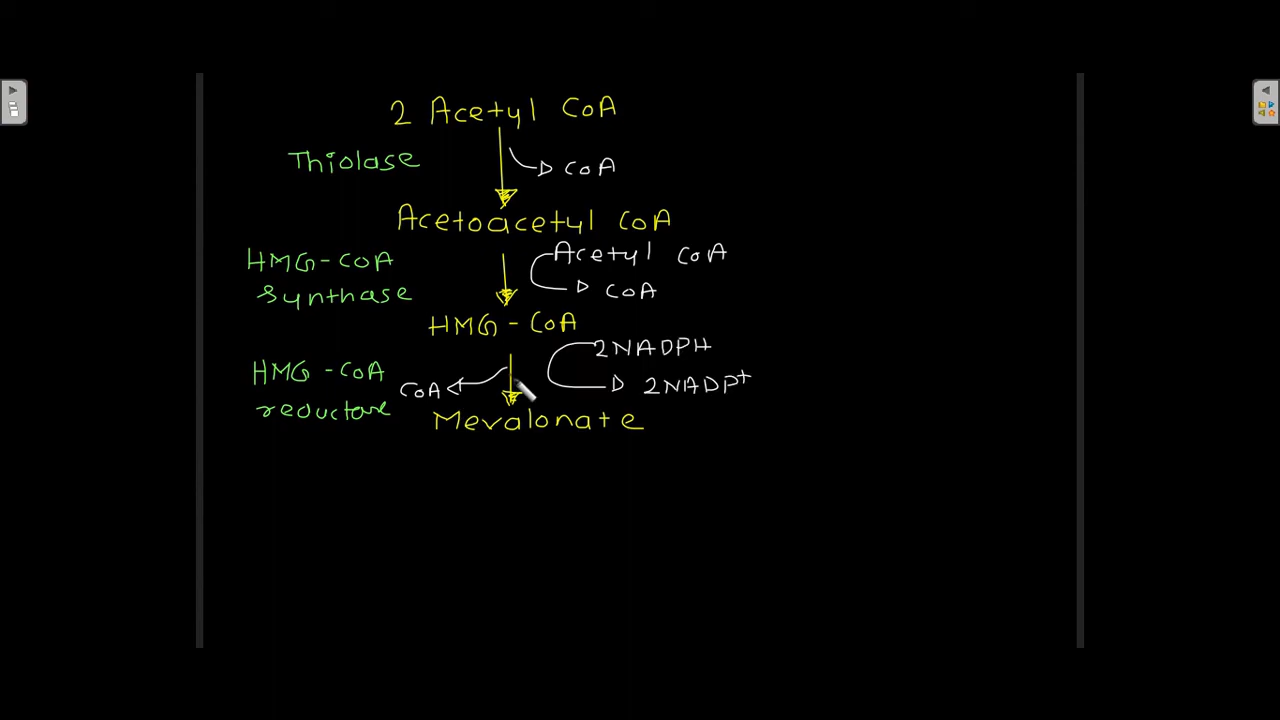 2 Acetyl CoA
Thiolase
CoA
Acetoacetyl CoA
HMG-CoA
synthase
Acetyl CoA
CoA
HMG-CoA
2NADPH
HMG-CoA
reductase
CoA
2NADP+
Mevalonate